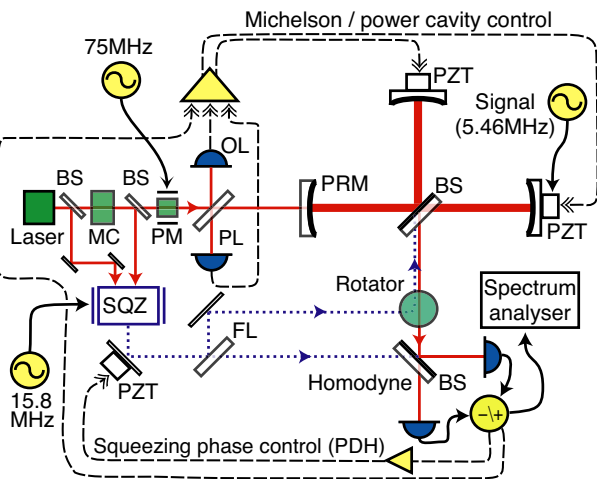 Michelson / power cavity control
75MHz
PZT
Signal
(5.46MHz)
OL
BS
BS
PRM
BS
Laser
MC
PM
PL
PZT
Rotator
Spectrum
analyser
SQZ
FL
15.8
MHz
PZT
Homodyne
BS
-\+
Squeezing phase control (PDH)